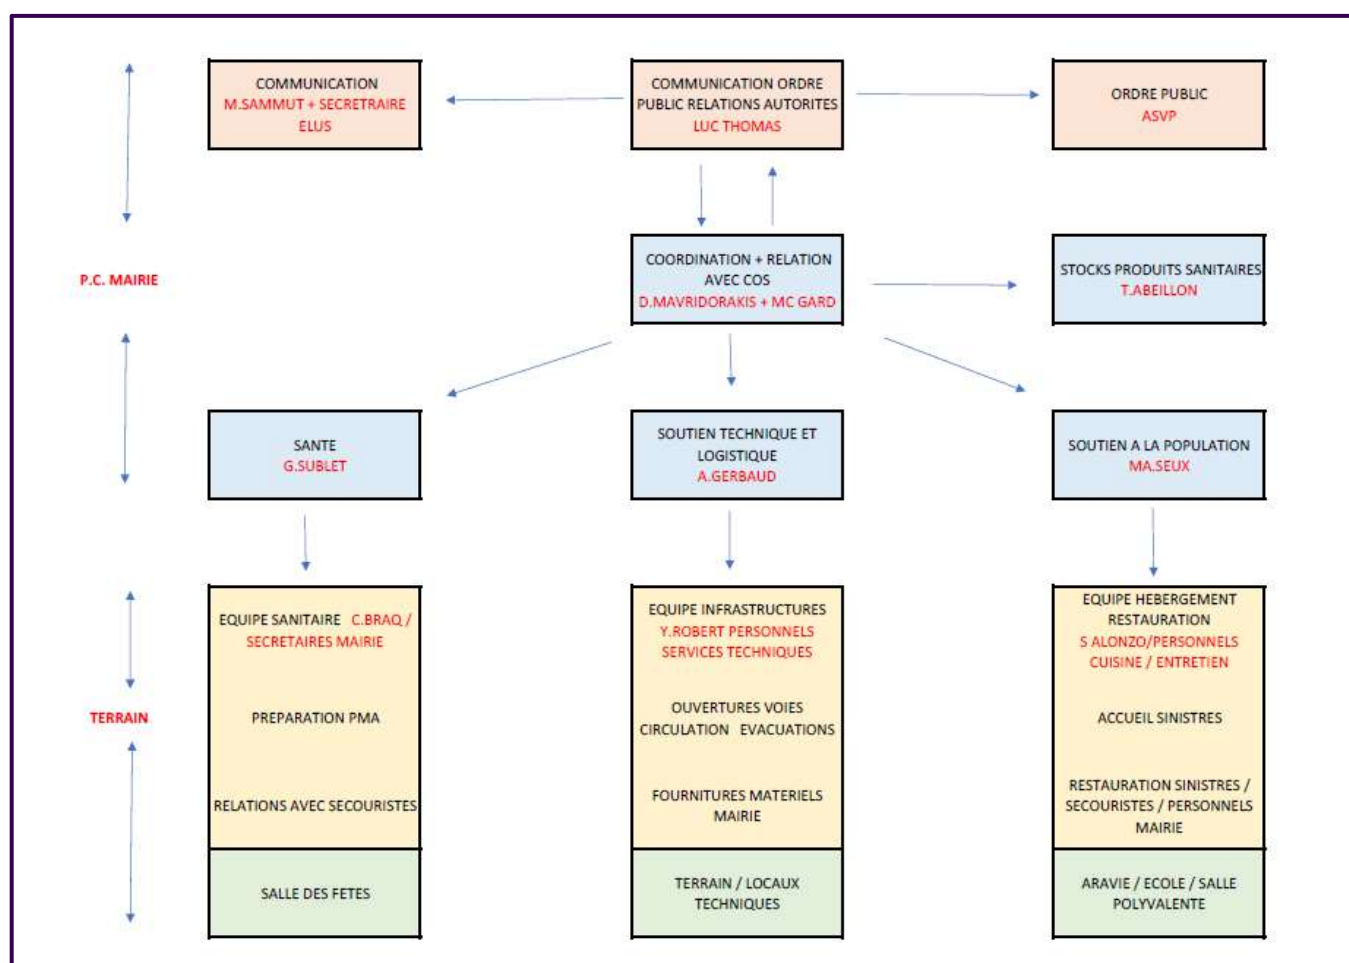 COMMUNICATION
M.SAMMUT + SECRETRAIRE
ELUS
COMMUNICATION ORDRE
PUBLIC RELATIONS AUTORITES
LUC THOMAS
ORDRE PUBLIC
ASVP
P.C. MAIRIE
COORDINATION + RELATION
AVEC COS
D.MAVRIDORAKIS + MC GARD
STOCKS PRODUITS SANITAIRES
T.ABEILLON
SANTE
G.SUBLET
SOUTIEN TECHNIQUE ET
LOGISTIQUE
A.GERBAUD
SOUTIEN A LA POPULATION
MA.SEUX
TERRAIN
EQUIPE SANITAIRE C.BRAQ /
SECRETAIRES MAIRIE
PREPARATION PMA
RELATIONS AVEC SECOURISTES
SALLE DES FETES
EQUIPE INFRASTRUCTURES
Y.ROBERT PERSONNELS
SERVICES TECHNIQUES
OUVERTURES VOIES
CIRCULATION EVACUATIONS
FOURNITURES MATERIELS
MAIRIE
TERRAIN / LOCAUX
TECHNIQUES
EQUIPE HEBERGEMENT
RESTAURATION
S ALONZO/PERSONNELS
CUISINE / ENTRETIEN
ACCUEIL SINISTRES
RESTAURATION SINISTRES /
SECOURISTES / PERSONNELS
MAIRIE
ARAVIE / ECOLE / SALLE
POLYVALENTE